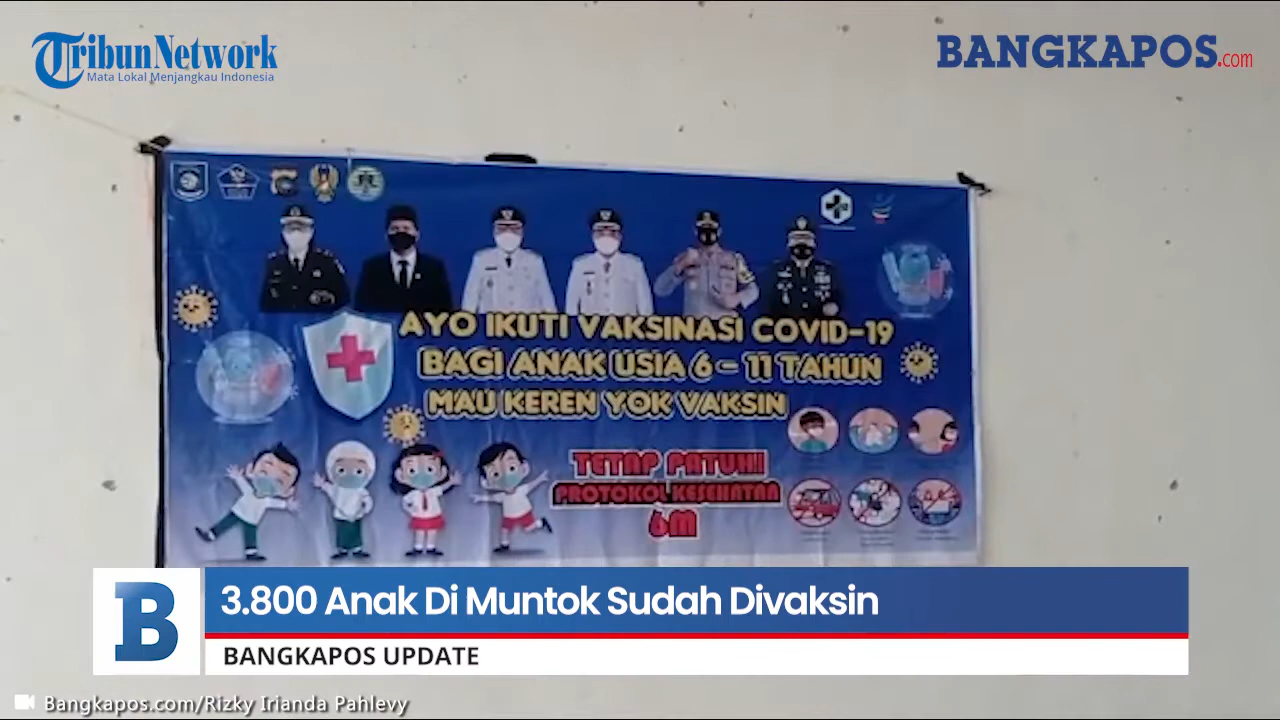 TribunNetwork
Mata Lokal Menjangkau Indonesia
BANGKAPOS.com
AYO IKUTI VAKSINASI COVID-19
BAGI ANAK USIA 6 - 11 TAHUN
MAU KEREN YOK VAKSIN
TETAP PATUHI
PROTOKOL KESEHATAN
6M
3.800 Anak Di Muntok Sudah Divaksin
B
BANGKAPOS UPDATE
Bangkapos.com/Rizky Irianda Pahlevy